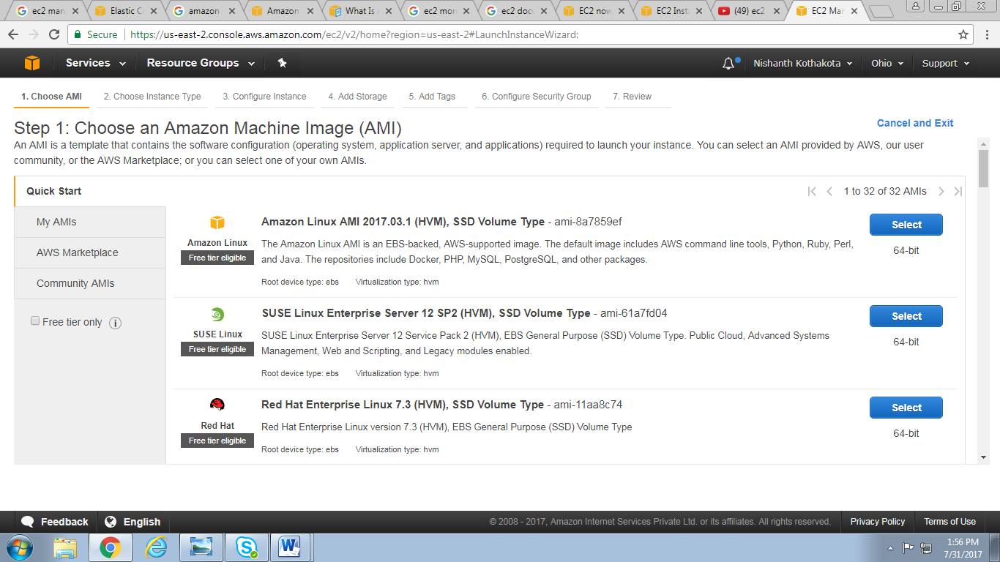 ec2 man
Elastic C
amazon
Amazon
What Is
ec2 mon
ec2 docu
EC2 now
EC2 Inst
(49) ec2
EC2 Man
Secure https://us-east-2.console.aws.amazon.com/ec2/v2/home?region=us-east-2#LaunchInstanceWizard:
Services Resource Groups Nishanth Kothakota Ohio Support
1. Choose AMI 2. Choose Instance Type 3. Configure Instance 4. Add Storage 5. Add Tags 6. Configure Security Group 7. Review
Step 1: Choose an Amazon Machine Image (AMI)
Cancel and Exit
An AMI is a template that contains the software configuration (operating system, application server, and applications) required to launch your instance. You can select an AMI provided by AWS, our user
community, or the AWS Marketplace; or you can select one of your own AMIs.
Quick Start
My AMIs
AWS Marketplace
Community AMIs
Free tier only
1 to 32 of 32 AMIs
Amazon Linux
Free tier eligible
Amazon Linux AMI 2017.03.1 (HVM), SSD Volume Type - ami-8a7859ef
The Amazon Linux AMI is an EBS-backed, AWS-supported image. The default image includes AWS command line tools, Python, Ruby, Perl,
and Java. The repositories include Docker, PHP, MySQL, PostgreSQL, and other packages.
Root device type: ebs Virtualization type: hvm
Select
64-bit
SUSE Linux
Free tier eligible
SUSE Linux Enterprise Server 12 SP2 (HVM), SSD Volume Type - ami-61a7fd04
SUSE Linux Enterprise Server 12 Service Pack 2 (HVM), EBS General Purpose (SSD) Volume Type. Public Cloud, Advanced Systems
Management, Web and Scripting, and Legacy modules enabled.
Root device type: ebs Virtualization type: hvm
Select
64-bit
Red Hat
Free tier eligible
Red Hat Enterprise Linux 7.3 (HVM), SSD Volume Type - ami-11aa8c74
Red Hat Enterprise Linux version 7.3 (HVM), EBS General Purpose (SSD) Volume Type
Root device type: ebs Virtualization type: hvm
Select
64-bit
Feedback English © 2008 - 2017, Amazon Internet Services Private Ltd. or its affiliates. All rights reserved. Privacy Policy Terms of Use
1:56 PM
7/31/2017